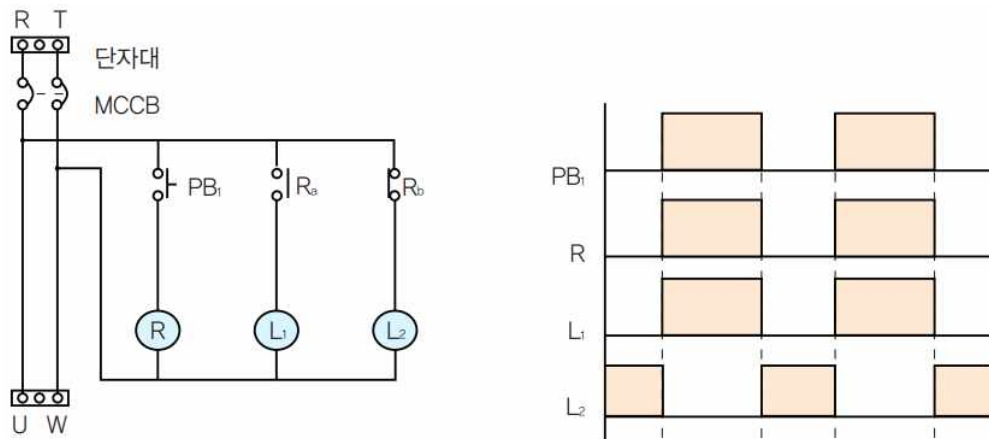 R T
단자대
MCCB
PB₁
Rₐ
R_b
R
L₁
L₂
U W
PB₁
R
L₁
L₂